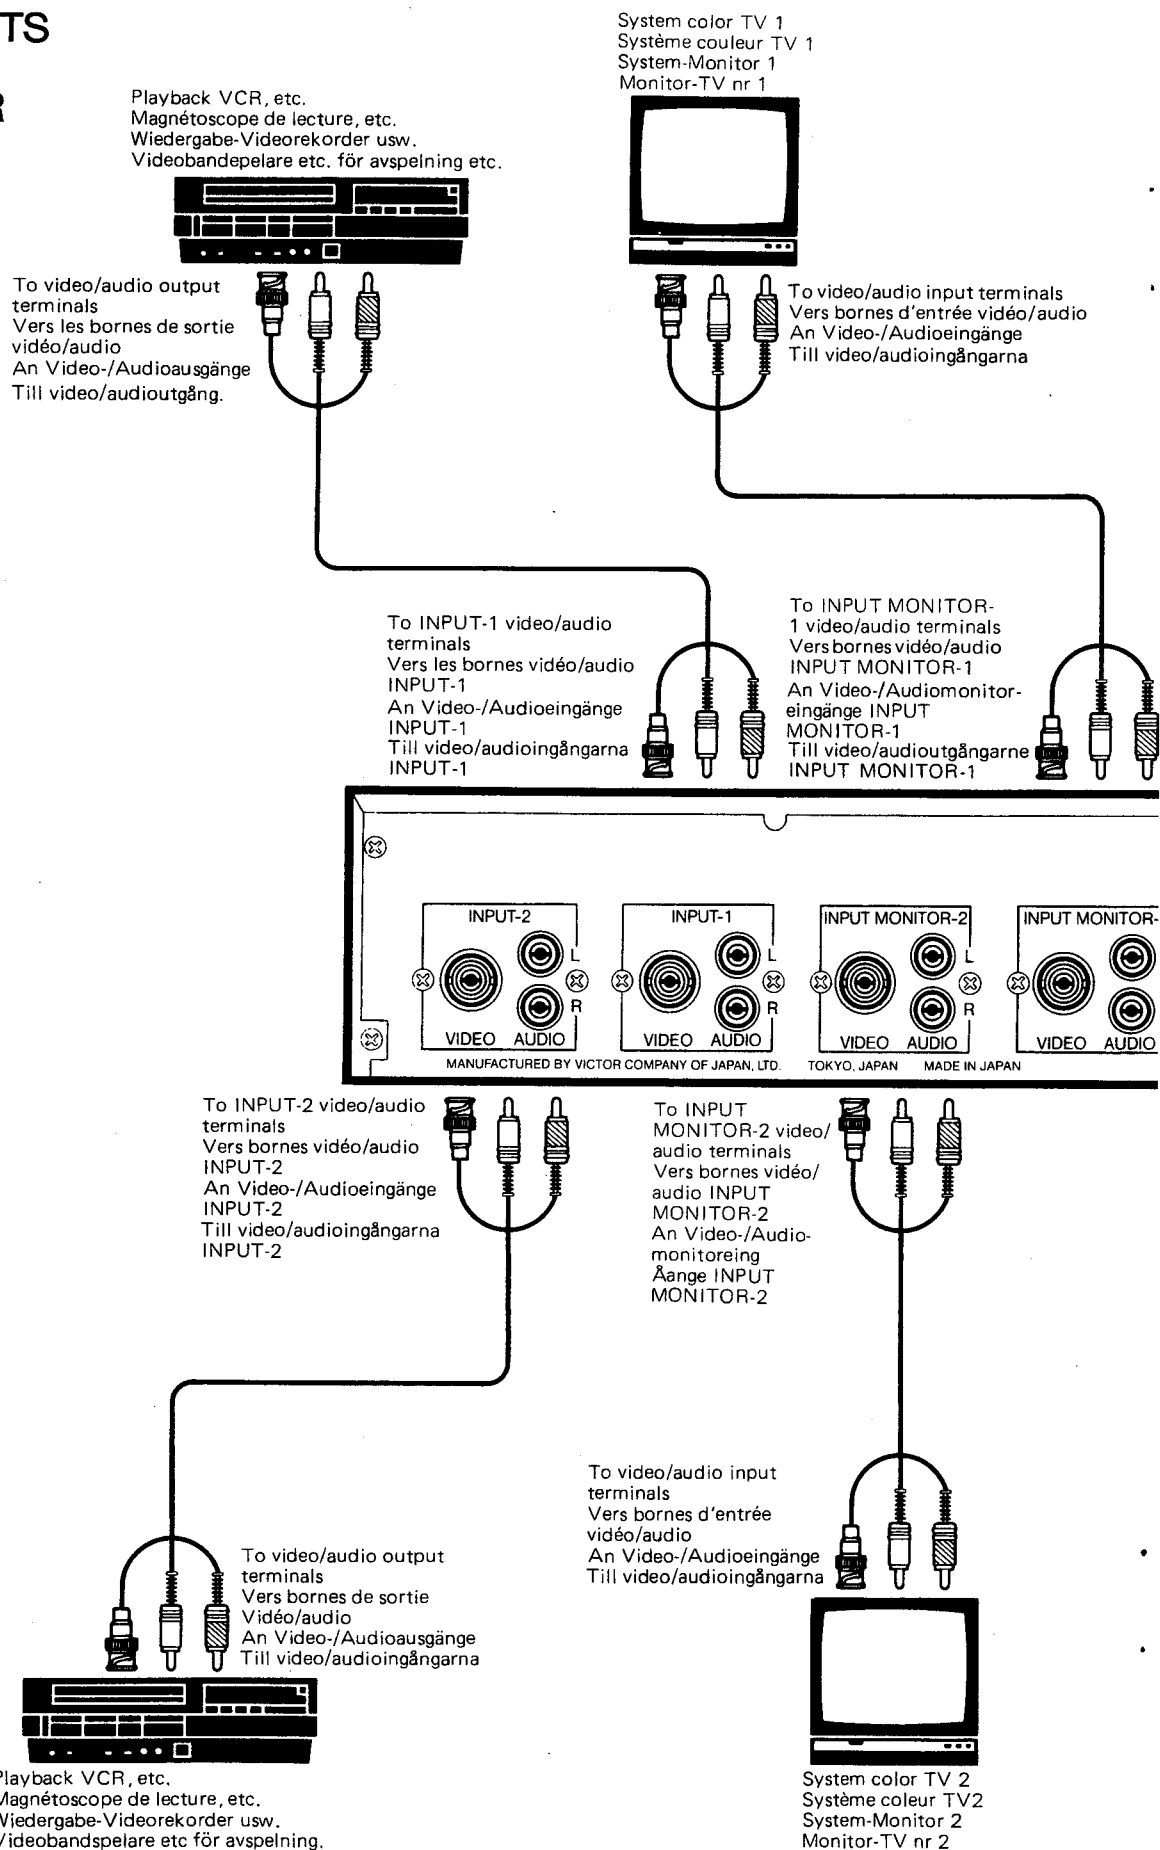 TS
R
Playback VCR, etc.
Magnétoscope de lecture, etc.
Wiedergabe-Videorekorder usw.
Videobandepelare etc. för avspelning etc.
System color TV 1
Système couleur TV 1
System-Monitor 1
Monitor-TV nr 1
To video/audio output
terminals
Vers les bornes de sortie
vidéo/audio
An Video-/Audioausgänge
Till video/audioutgång.
To video/audio input terminals
Vers bornes d'entrée vidéo/audio
An Video-/Audioeingänge
Till video/audioingångarna
To INPUT-1 video/audio
terminals
Vers les bornes vidéo/audio
INPUT-1
An Video-/Audioeingänge
INPUT-1
Till video/audioingångarna
INPUT-1
To INPUT MONITOR-
1 video/audio terminals
Vers bornes vidéo/audio
INPUT MONITOR-1
An Video-/Audiomonitor-
eingänge INPUT
MONITOR-1
Till video/audioutgångarne
INPUT MONITOR-1
INPUT-2
L
R
VIDEO AUDIO
INPUT-1
L
R
VIDEO AUDIO
INPUT MONITOR-2
L
R
VIDEO AUDIO
INPUT MONITOR-
VIDEO AUDIO
MANUFACTURED BY VICTOR COMPANY OF JAPAN, LTD. TOKYO, JAPAN MADE IN JAPAN
To INPUT-2 video/audio
terminals
Vers bornes vidéo/audio
INPUT-2
An Video-/Audioeingänge
INPUT-2
Till video/audioingångarna
INPUT-2
To INPUT
MONITOR-2 video/
audio terminals
Vers bornes vidéo/
audio INPUT
MONITOR-2
An Video-/Audio-
monitoreing
Äange INPUT
MONITOR-2
To video/audio input
terminals
Vers bornes d'entrée
vidéo/audio
An Video-/Audioeingänge
Till video/audioingångarna
To video/audio output
terminals
Vers bornes de sortie
Vidéo/audio
An Video-/Audioausgänge
Till video/audioingångarna
Playback VCR, etc.
Magnétoscope de lecture, etc.
Wiedergabe-Videorekorder usw.
Videobandspelare etc för avspelning.
System color TV 2
Système coleur TV2
System-Monitor 2
Monitor-TV nr 2